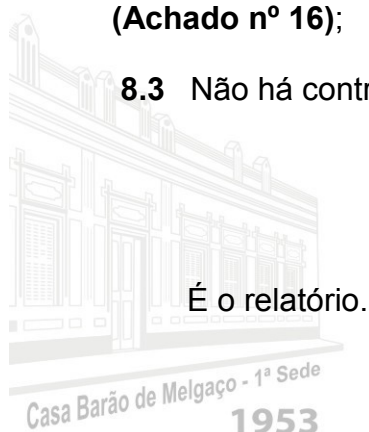 (Achado nº 16);
8.3 Não há contr
É o relatório.
Casa Barão de Melgaço - 1ª Sede
1953